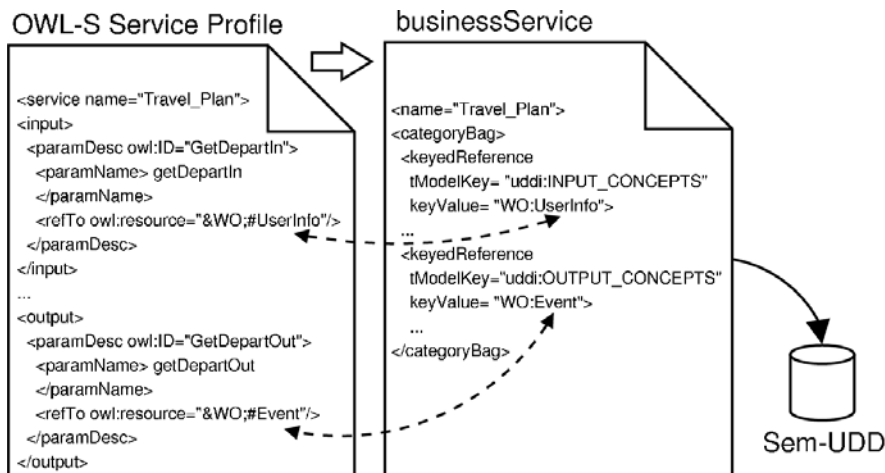 OWL-S Service Profile
<service name="Travel_Plan">
<input>
<paramDesc owl:ID="GetDepartIn">
<paramName> getDepartIn
</paramName>
<refTo owl:resource="&WO;#UserInfo"/>
</paramDesc>
</input>
...
<output>
<paramDesc owl:ID="GetDepartOut">
<paramName> getDepartOut
</paramName>
<refTo owl:resource="&WO;#Event"/>
</paramDesc>
</output>
businessService
<name="Travel_Plan">
<categoryBag>
<keyedReference
tModelKey= "uddi:INPUT_CONCEPTS"
keyValue= "WO:UserInfo">
...
<keyedReference
tModelKey="uddi:OUTPUT_CONCEPTS"
keyValue= "WO:Event">
...
</categoryBag>
Sem-UDD